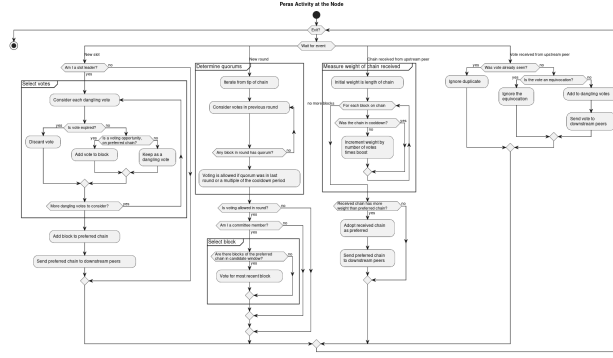 Peras Activity at the Node
Exit?
Wait for event
New slot
Am I a slot leader?
no
yes
Select votes
Consider each dangling vote
Is vote expired?
yes
no
Discard vote
Is a voting opportunity,
no preferred chain?
yes
no
Add vote to block
Keep as a
dangling vote
More dangling votes to consider?
yes
Add block to preferred chain
Send preferred chain to downstream peers
New round
Determine quorums
Iterate from tip of chain
Consider votes in previous round
Any block in round has quorum?
no
Voting is allowed if quorum was in last
round or a multiple of the cooldown period
Is voting allowed in round?
no
yes
Am I a committee member?
no
yes
Select block
Are there blocks of the preferred
chain in candidate window?
no
yes
Vote for most recent block
Chain received from upstream peer
Measure weight of chain received
Initial weight is length of chain
no more blocks
For each block on chain
Was the chain in cooldown?
yes
no
Increment weight by
number of votes
times boost
Received chain has more
weight than preferred chain?
no
yes
Adopt received chain
as preferred
Send preferred chain
to downstream peers
Vote received from upstream peer
Was vote already seen?
yes
no
Ignore duplicate
Is the vote an equivocation?
yes
no
Ignore the
equivocation
Add to dangling votes
Send vote to
downstream peers